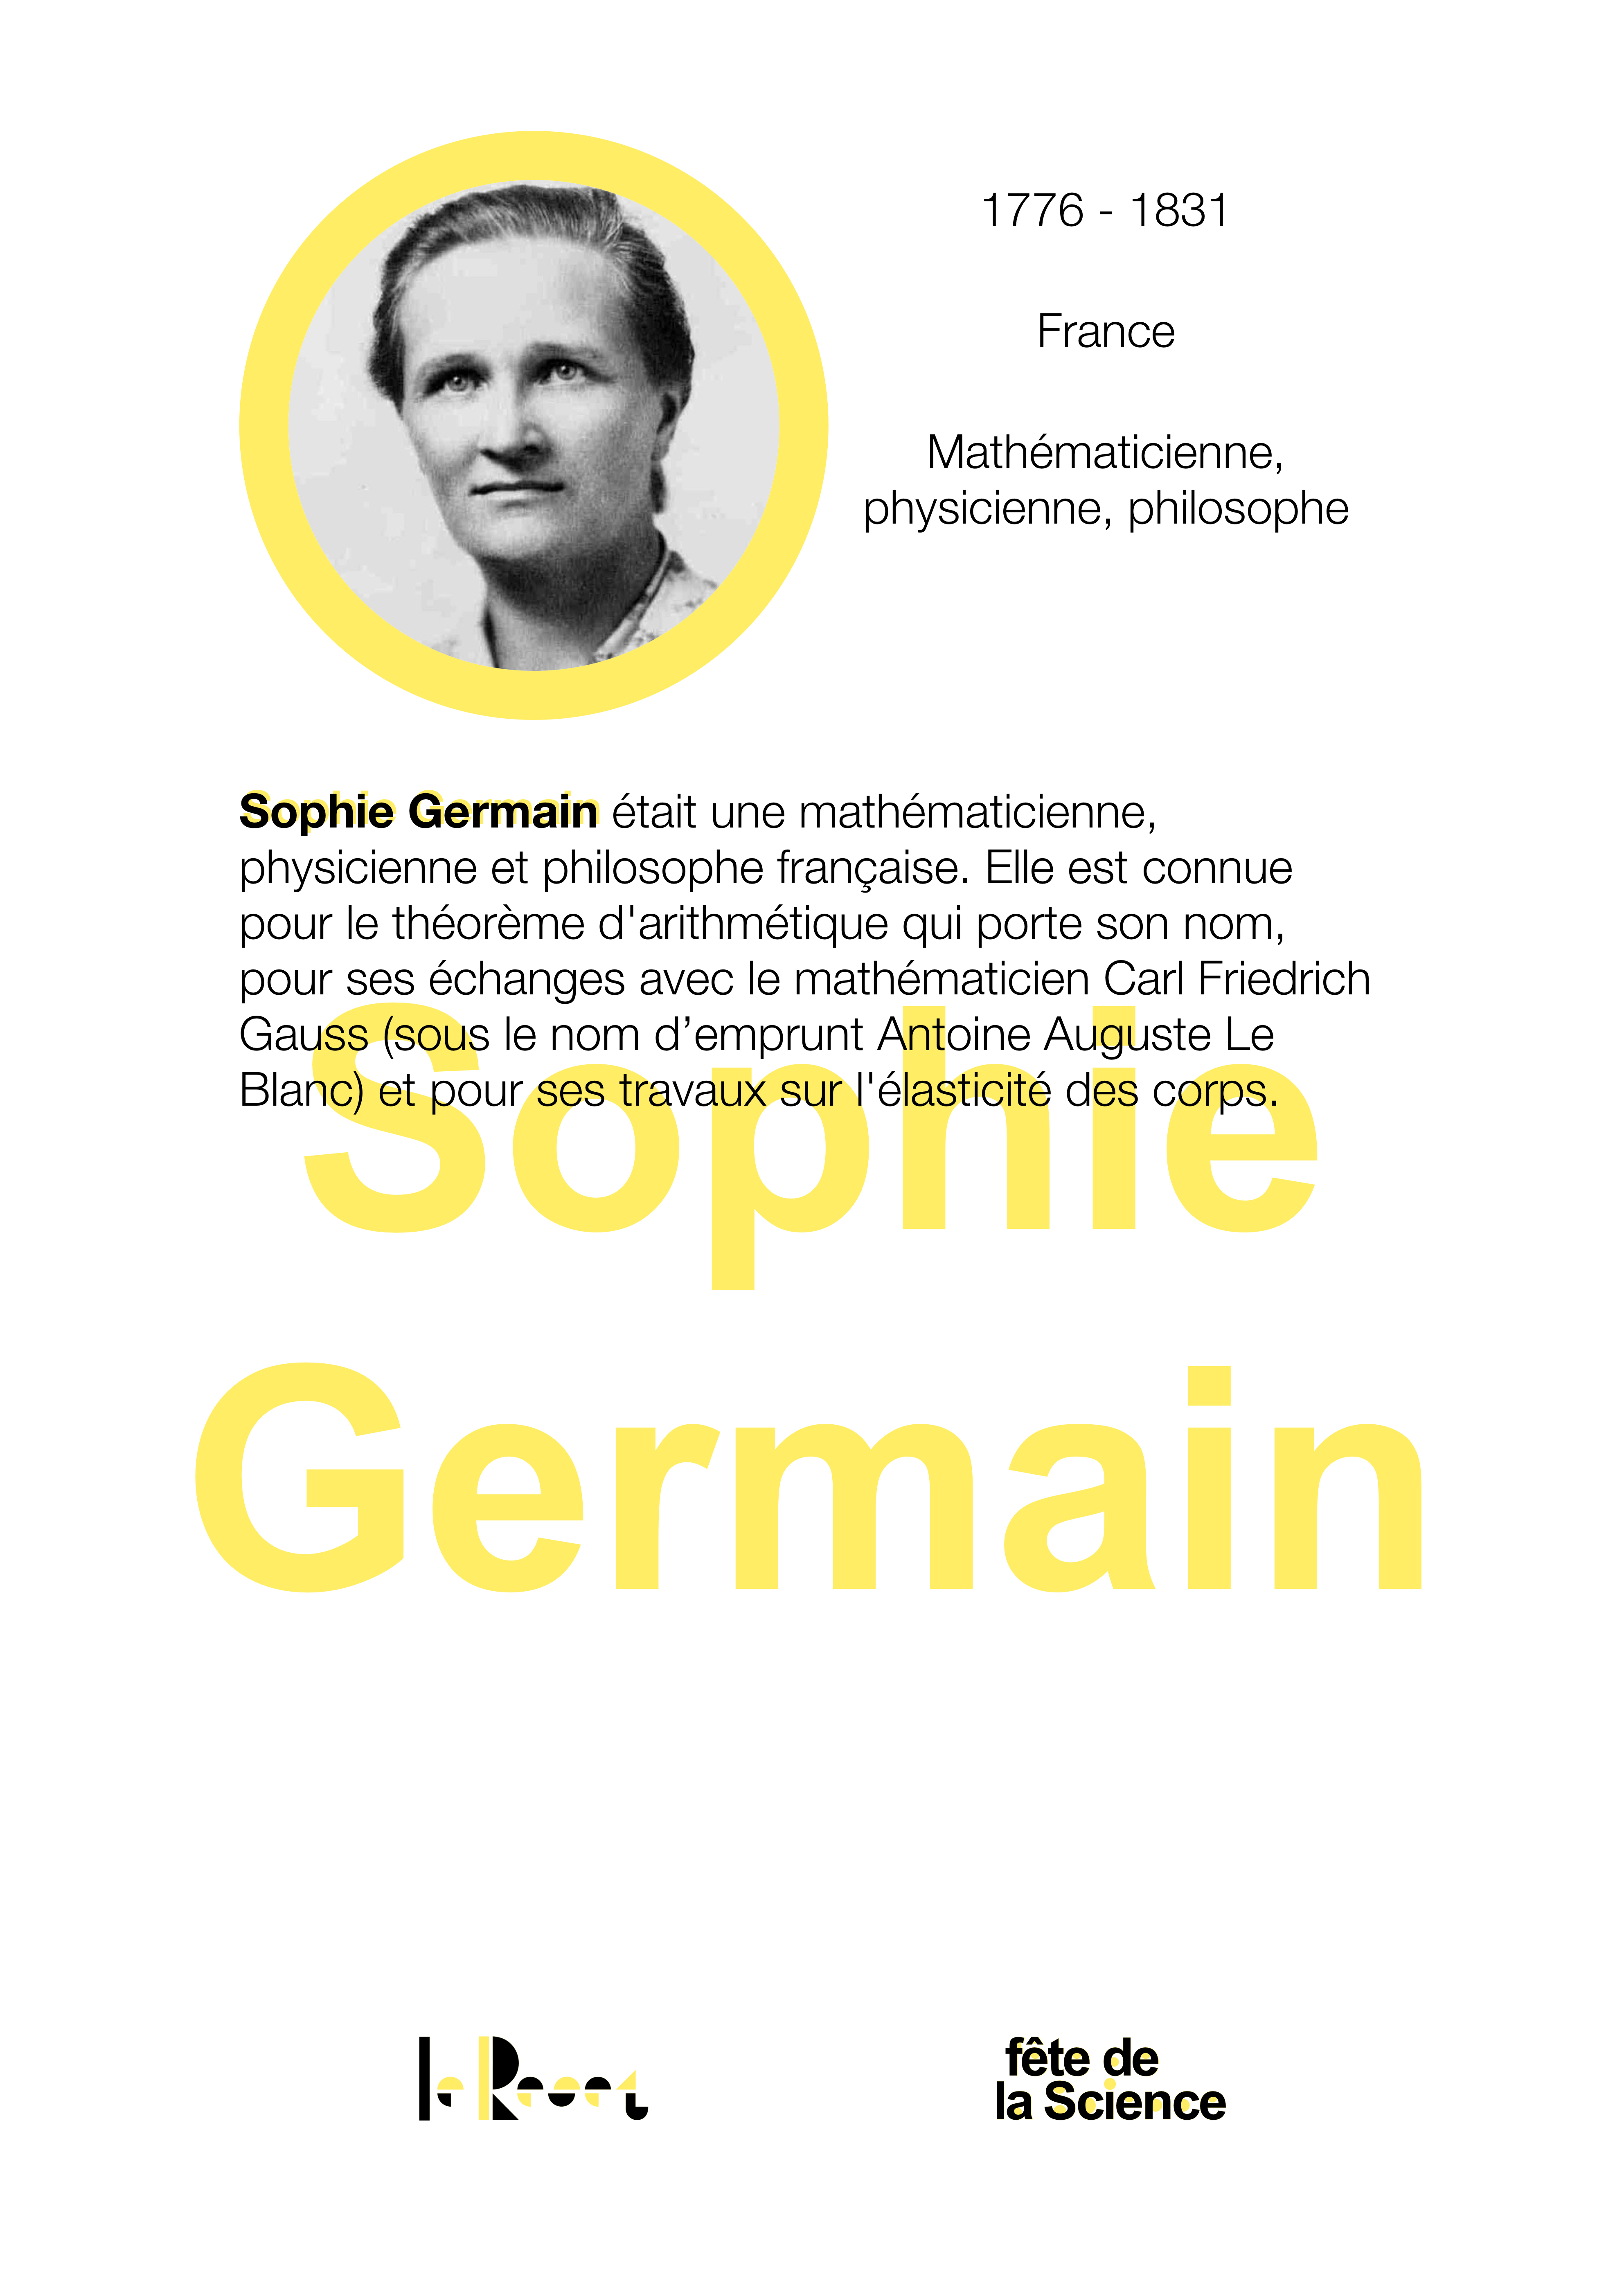 1776 - 1831
France
Mathématicienne,
physicienne, philosophe
Sophie Germain était une mathématicienne,
physicienne et philosophe française. Elle est connue
pour le théorème d'arithmétique qui porte son nom,
pour ses échanges avec le mathématicien Carl Friedrich
Gauss (sous le nom d’emprunt Antoine Auguste Le
Blanc) et pour ses travaux sur l'élasticité des corps.
Sophie
Germain
le Reset
fête de
la Science